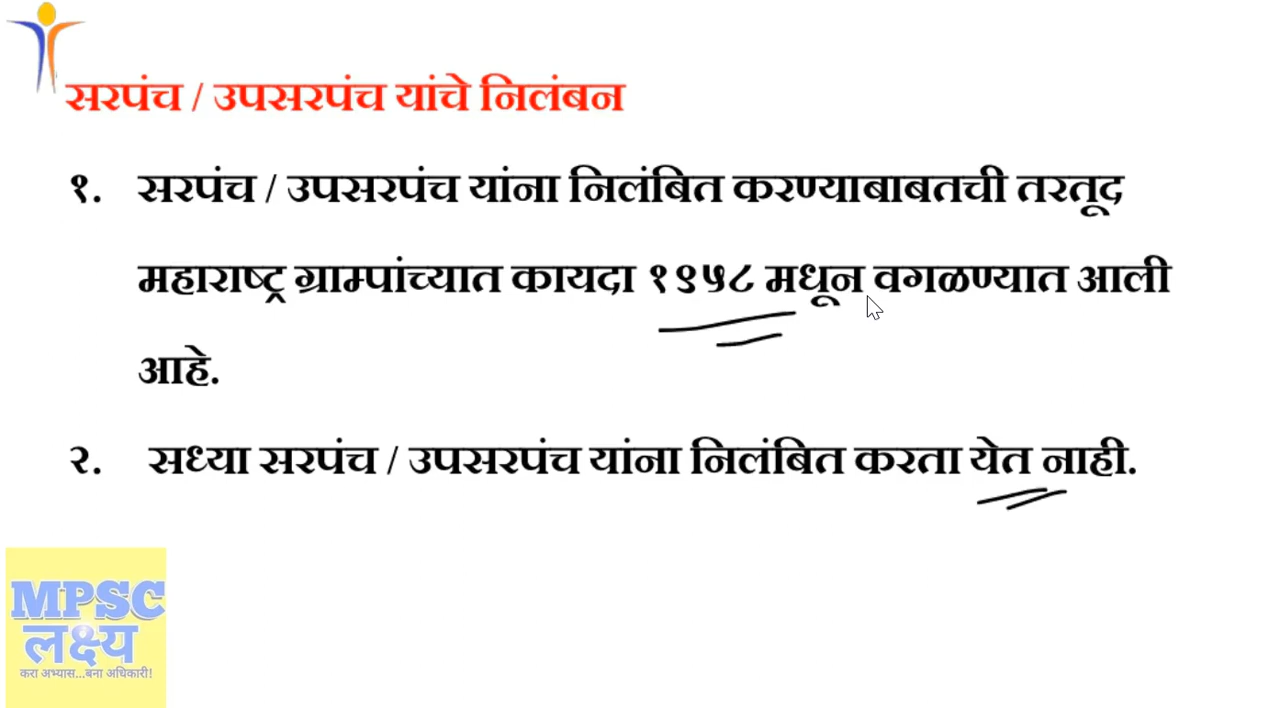 सरपंच / उपसरपंच यांचे निलंबन
१. सरपंच / उपसरपंच यांना निलंबित करण्याबाबतची तरतूद
महाराष्ट्र ग्राम्पांच्यात कायदा १९५८ मधून वगळण्यात आली
आहे.
२. सध्या सरपंच / उपसरपंच यांना निलंबित करता येत नाही.
MPSC
लक्ष्य
करा अभ्यास...बना अधिकारी!